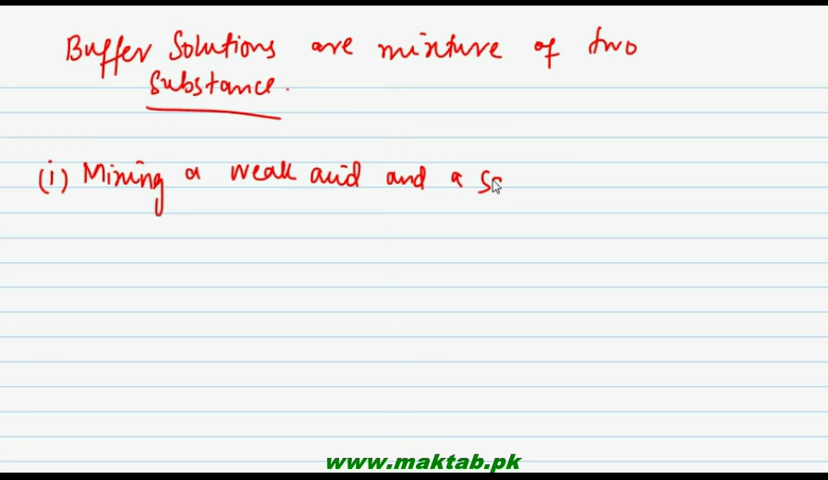 Buffer Solutions are mixture of two
Substance.
(i) Mixing a weak acid and a
www.maktab.pk